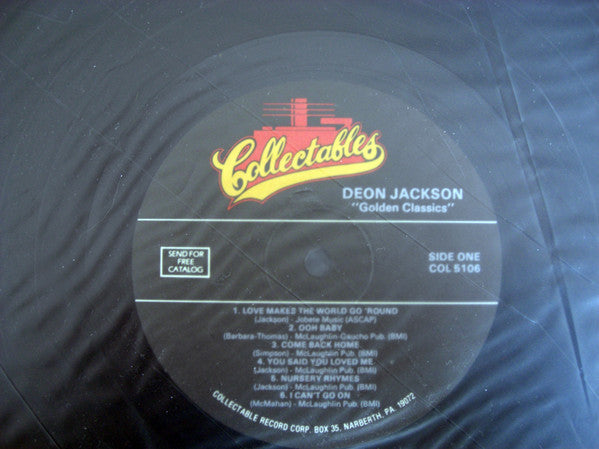 Collectables
DEON JACKSON
"Golden Classics"
SEND FOR
FREE
CATALOG
SIDE ONE
COL 5106
1. LOVE MAKES THE WORLD GO 'ROUND
(Jackson) - Jobete Music (ASCAP)
2. OOH BABY
(Barbara-Thomas) - McLaughlin-Gaucho Pub. (BMI)
3. COME BACK HOME
(Simpson) - McLaughlin Pub. (BMI)
4. YOU SAID YOU LOVED ME
(Jackson) - McLaughlin Pub. (BMI)
5. NURSERY RHYMES
(Jackson) - McLaughlin Pub. (BMI)
6. I CAN'T GO ON
(McMahan) - McLaughlin Pub. (BMI)
COLLECTABLE RECORD CORP. BOX 35, NARBERTH, PA. 19072